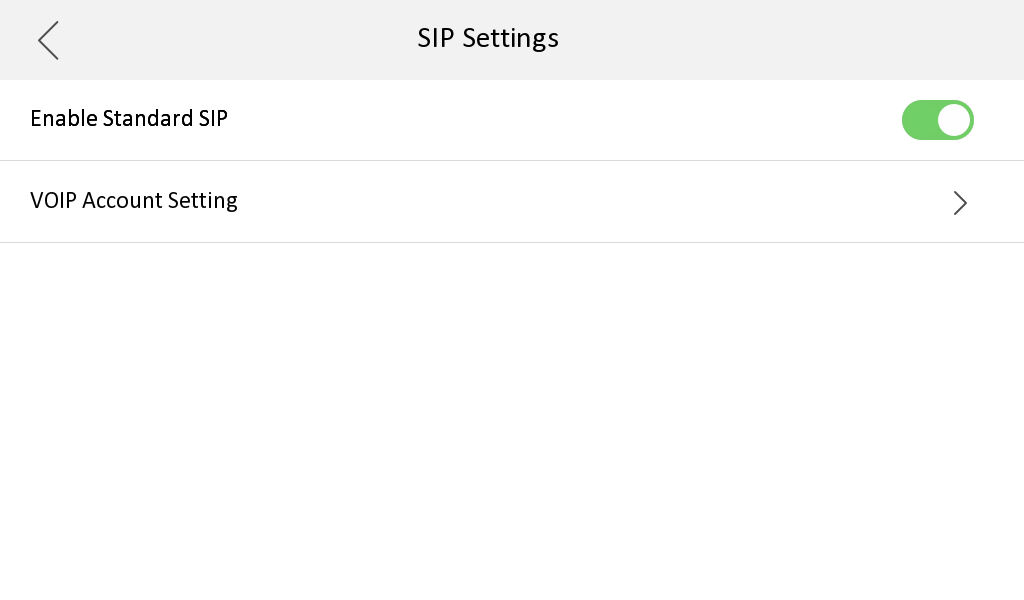 SIP Settings
Enable Standard SIP
VOIP Account Setting